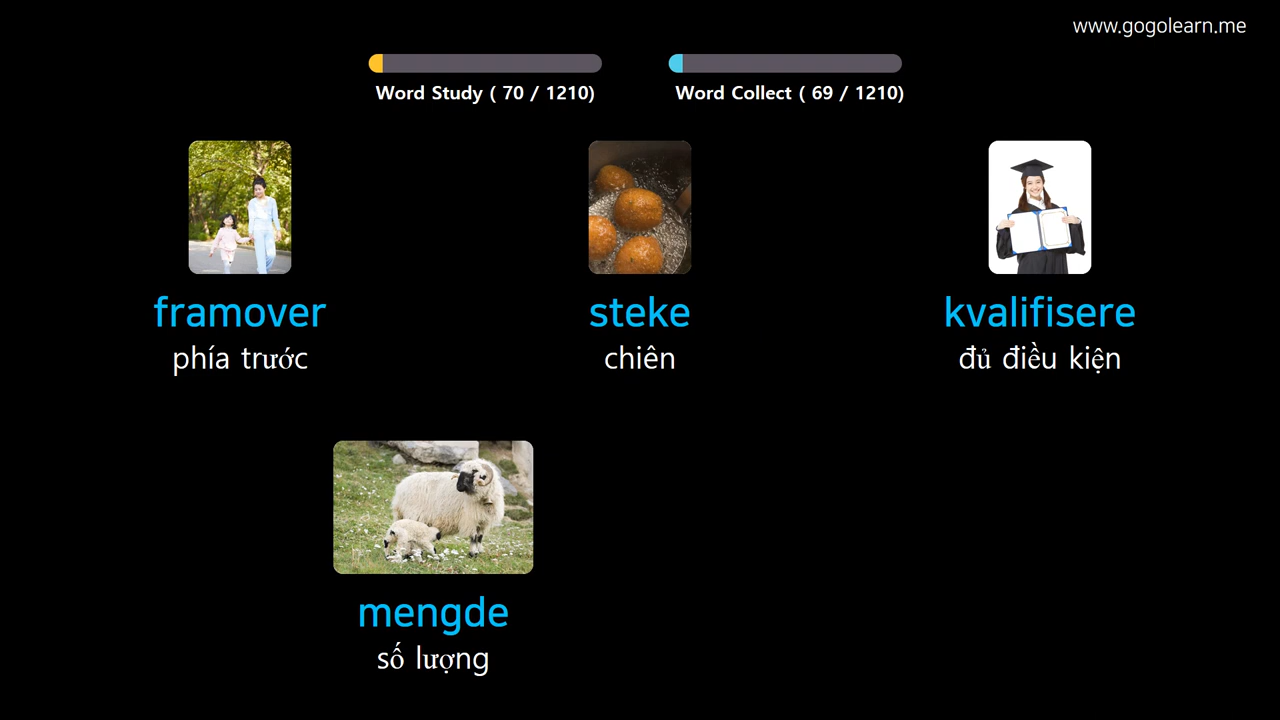 www.gogolearn.me
Word Study ( 70 / 1210)
Word Collect ( 69 / 1210)
framover
phía trước
steke
chiên
kvalifisere
đủ điều kiện
mengde
số lượng